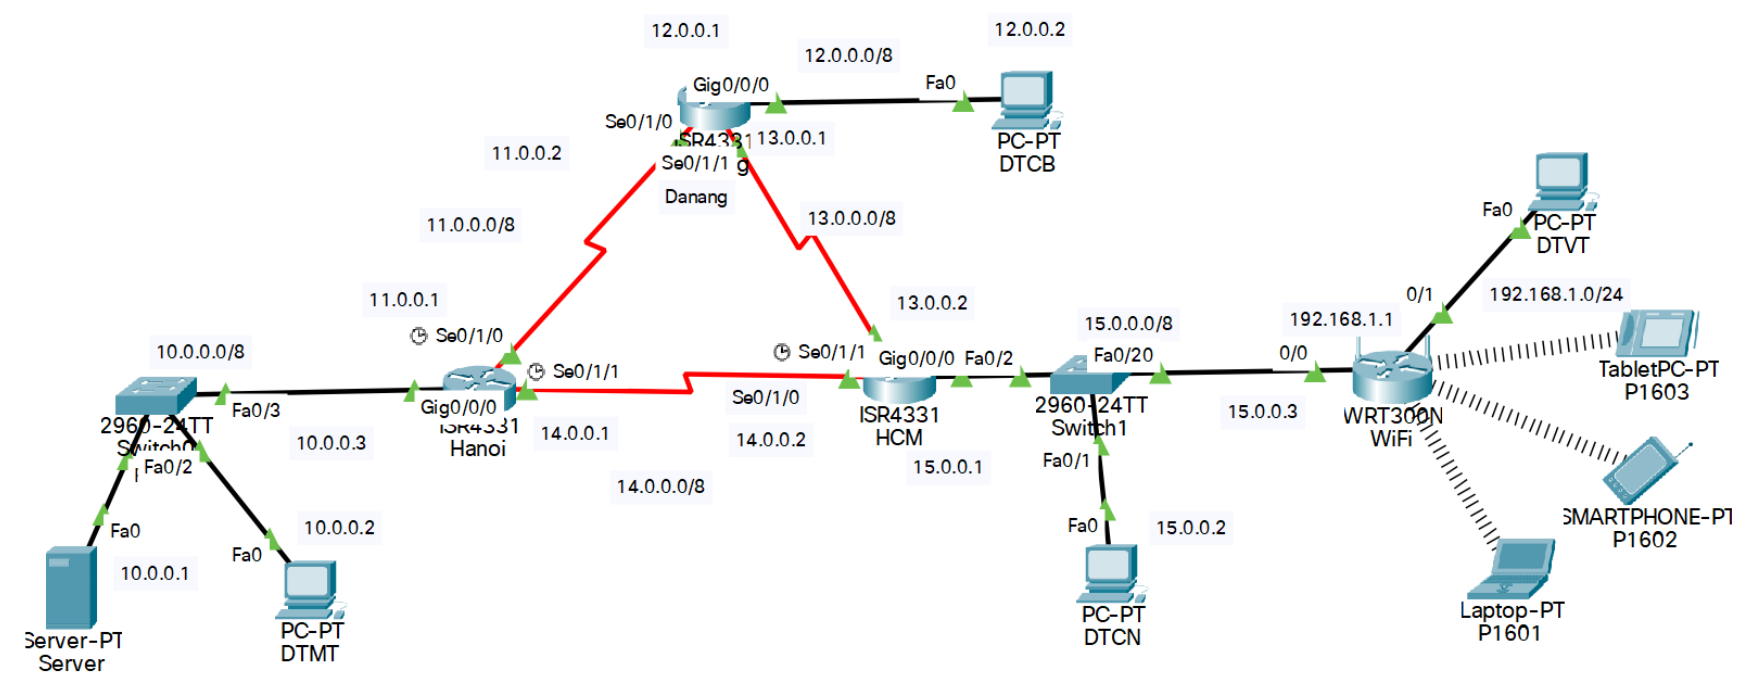 12.0.0.1
12.0.0.2
12.0.0.0/8
Gig0/0/0
Fa0
Se0/1/0
ISR4331
13.0.0.1
PC-PT
DTCB
11.0.0.2
Se0/1/1
g
Danang
Fa0
PC-PT
DTVT
11.0.0.0/8
13.0.0.0/8
11.0.0.1
13.0.0.2
0/1
192.168.1.0/24
Se0/1/0
10.0.0.0/8
15.0.0.0/8
192.168.1.1
Se0/1/1
Se0/1/1
Gig0/0/0
Fa0/2
Fa0/20
0/0
TabletPC-PT
P1603
Fa0/3
Gig0/0/0
Se0/1/0
ISR4331
HCM
2960-24TT
Switch1
15.0.0.3
WRT300N
WiFi
2960-24TT
Switch0
Fa0/2
10.0.0.3
ISR4331
Hanoi
14.0.0.1
14.0.0.2
15.0.0.1
Fa0/1
14.0.0.0/8
SMARTPHONE-PT
P1602
Fa0
10.0.0.1
Fa0
10.0.0.2
Fa0
15.0.0.2
Server-PT
Server
PC-PT
DTMT
PC-PT
DTCN
Laptop-PT
P1601